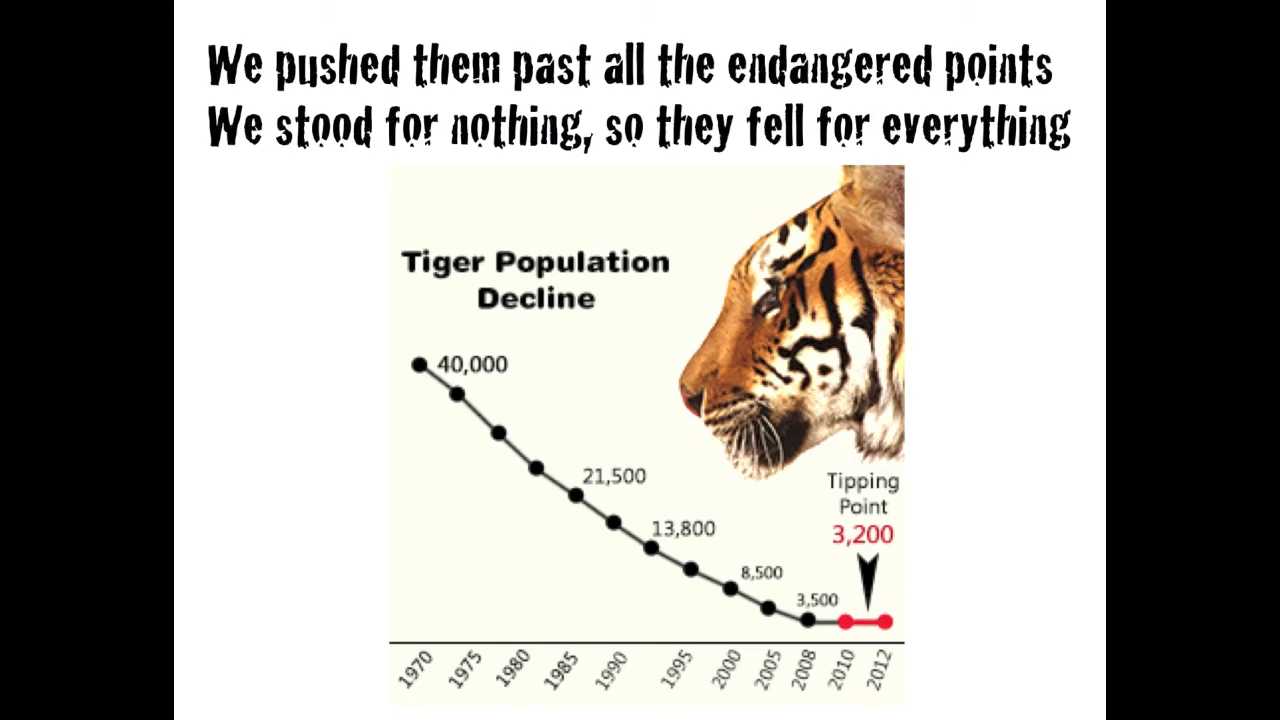 We pushed them past all the endangered points
We stood for nothing, so they fell for everything
Tiger Population
Decline
40,000
21,500
13,800
8,500
3,500
Tipping
Point
3,200
1970 1975 1980 1985 1990 1995 2000 2005 2008 2010 2012